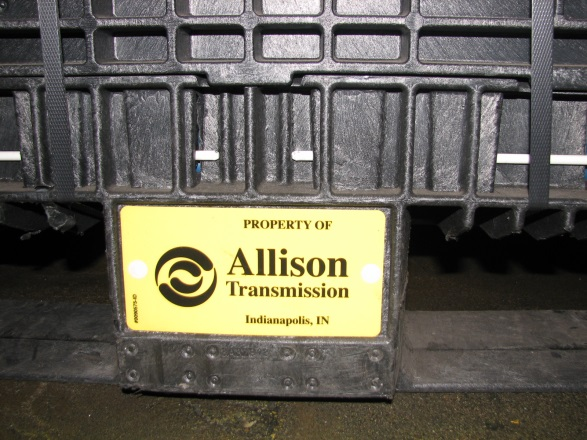 PROPERTY OF
Allison
Transmission
Indianapolis, IN